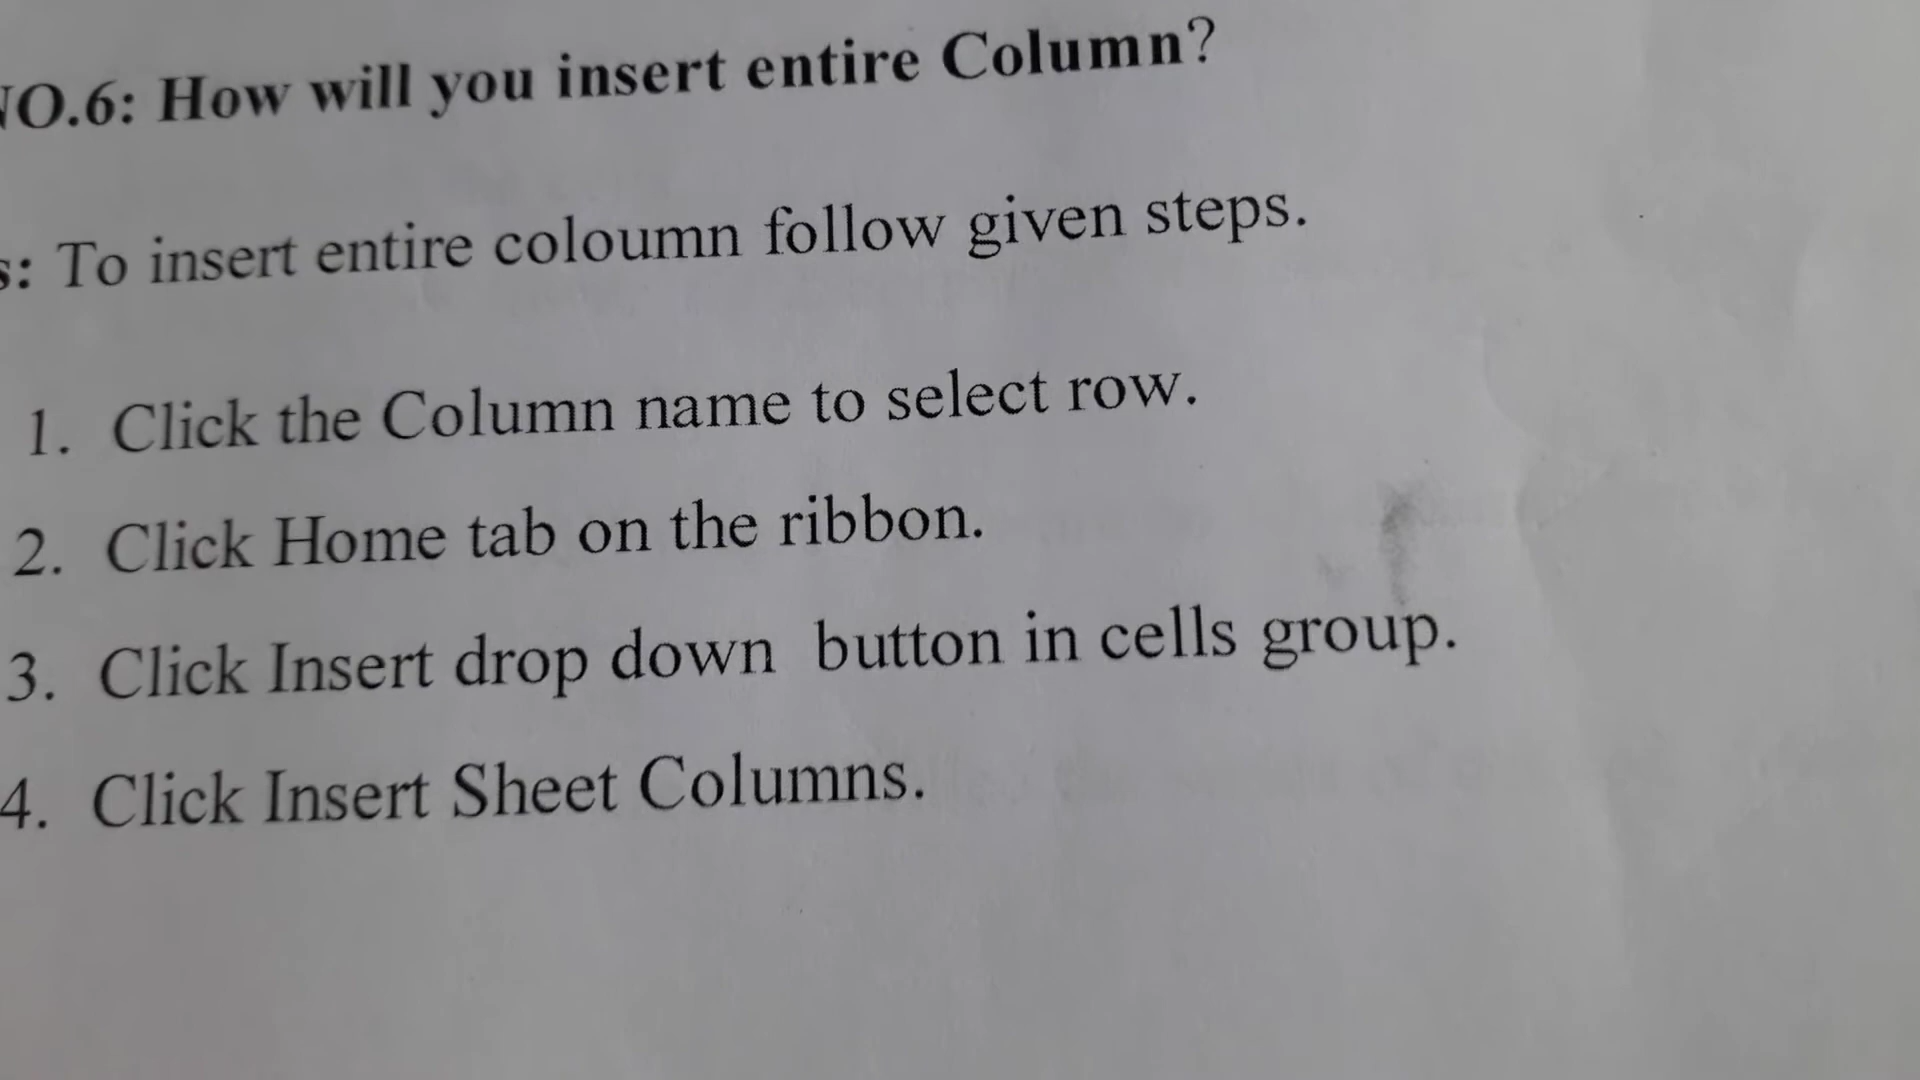 NO.6: How will you insert entire Column?
s: To insert entire coloumn follow given steps.
1. Click the Column name to select row.
2. Click Home tab on the ribbon.
3. Click Insert drop down button in cells group.
4. Click Insert Sheet Columns.